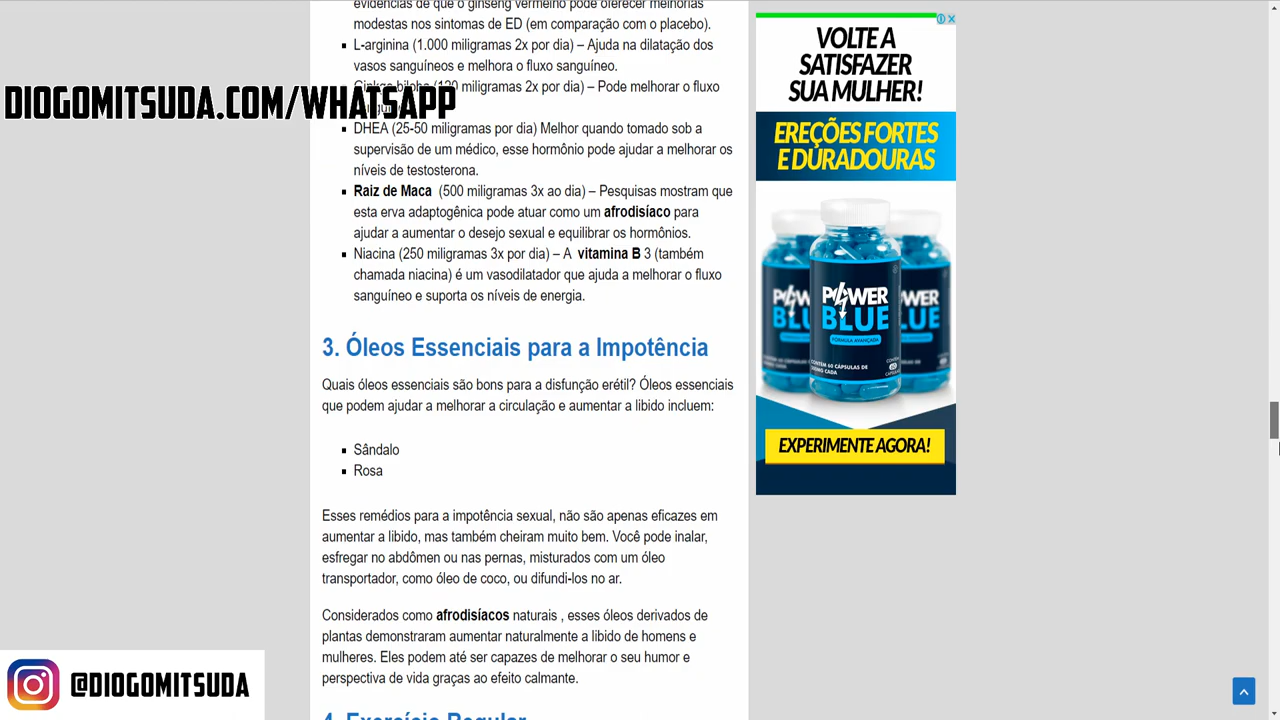 evidências de que o ginseng vermelho pode oferecer melhorias
modestas nos sintomas de ED (em comparação com o placebo).
L-arginina (1.000 miligramas 2x por dia) – Ajuda na dilatação dos
vasos sanguíneos e melhora o fluxo sanguíneo.
miligramas 2x por dia) – Pode melhorar o fluxo
DIOGOMITSUDA.COM/WHATSAPP
DHEA (25-50 miligramas por dia) Melhor quando tomado sob a
supervisão de um médico, esse hormônio pode ajudar a melhorar os
níveis de testosterona.
Raiz de Maca (500 miligramas 3x ao dia) – Pesquisas mostram que
esta erva adaptogênica pode atuar como um afrodisíaco para
ajudar a aumentar o desejo sexual e equilibrar os hormônios.
Niacina (250 miligramas 3x por dia) – A vitamina B 3 (também
chamada niacina) é um vasodilatador que ajuda a melhorar o fluxo
sanguíneo e suporta os níveis de energia.
3. Óleos Essenciais para a Impotência
Quais óleos essenciais são bons para a disfunção erétil? Óleos essenciais
que podem ajudar a melhorar a circulação e aumentar a libido incluem:
Sândalo
Rosa
Esses remédios para a impotência sexual, não são apenas eficazes em
aumentar a libido, mas também cheiram muito bem. Você pode inalar,
esfregar no abdômen ou nas pernas, misturados com um óleo
transportador, como óleo de coco, ou difundi-los no ar.
Considerados como afrodisíacos naturais , esses óleos derivados de
plantas demonstraram aumentar naturalmente a libido de homens e
mulheres. Eles podem até ser capazes de melhorar o seu humor e
perspectiva de vida graças ao efeito calmante.
4. Exercício Regular
VOLTE A
SATISFAZER
SUA MULHER!
EREÇÕES FORTES
E DURADOURAS
POWER
BLUE
FÓRMULA AVANÇADA
CONTÉM 60 CÁPSULAS DE
EXPERIMENTE AGORA!
@DIOGOMITSUDA